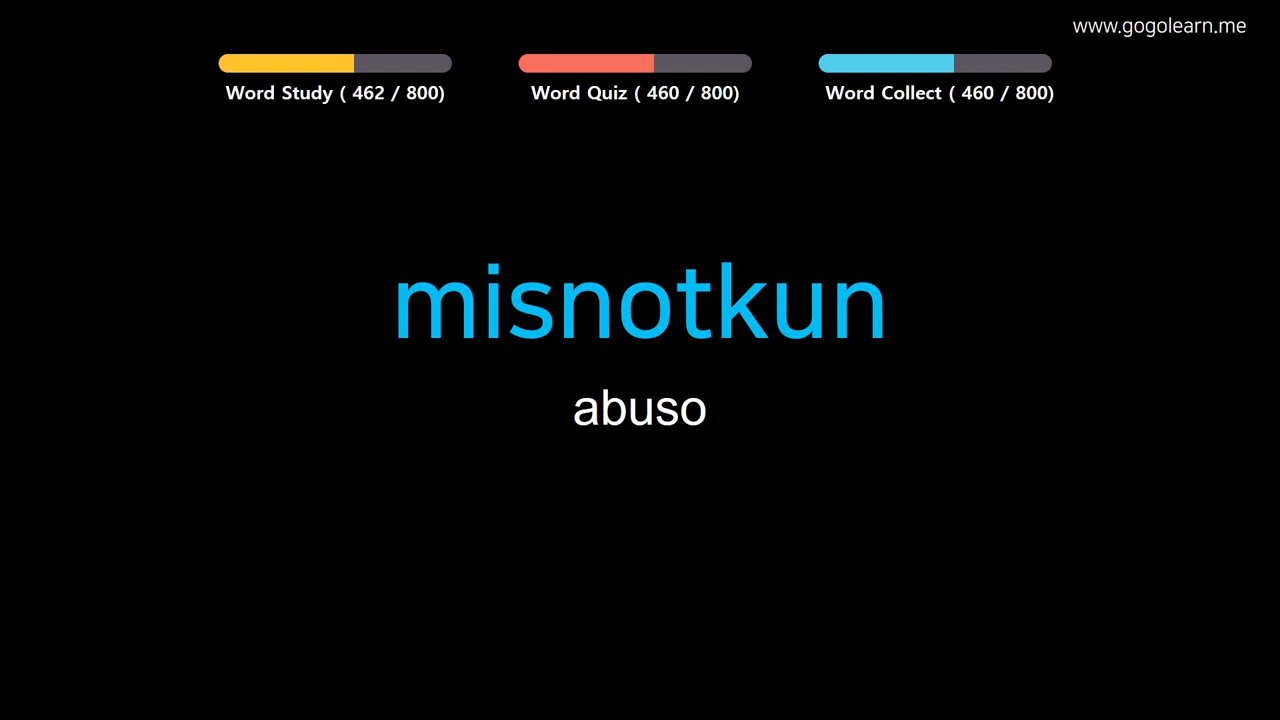 www.gogolearn.me
Word Study ( 462 / 800)
Word Quiz ( 460 / 800)
Word Collect ( 460 / 800)
misnotkun
abuso